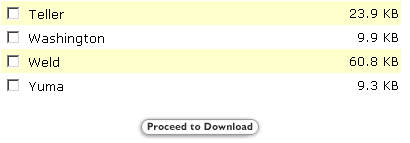 Teller 23.9 KB
Washington 9.9 KB
Weld 60.8 KB
Yuma 9.3 KB
Proceed to Download